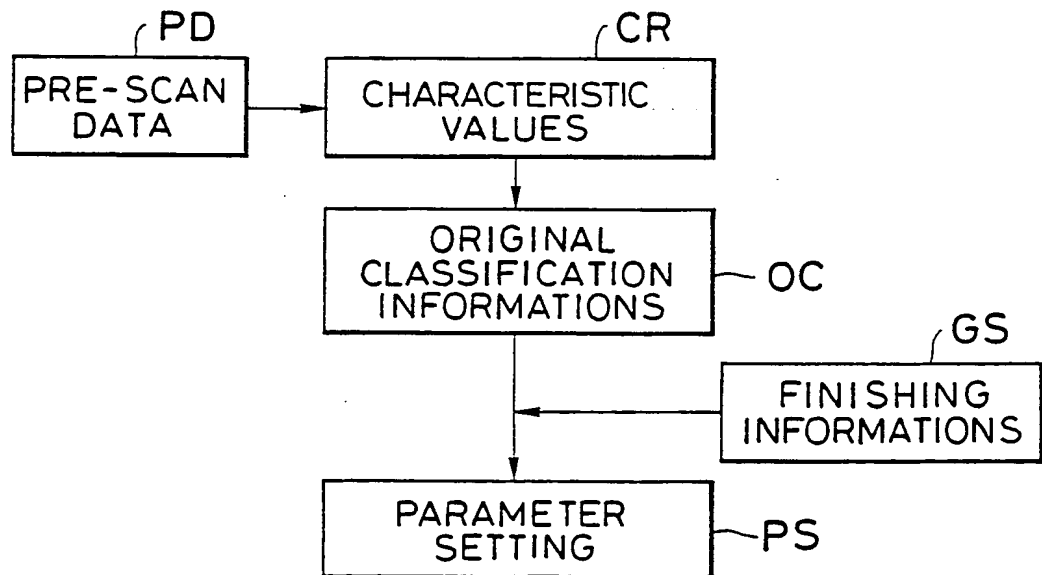 PD
PRE-SCAN
DATA
CR
CHARACTERISTIC
VALUES
ORIGINAL
CLASSIFICATION
INFORMATIONS
OC
GS
FINISHING
INFORMATIONS
PARAMETER
SETTING
PS